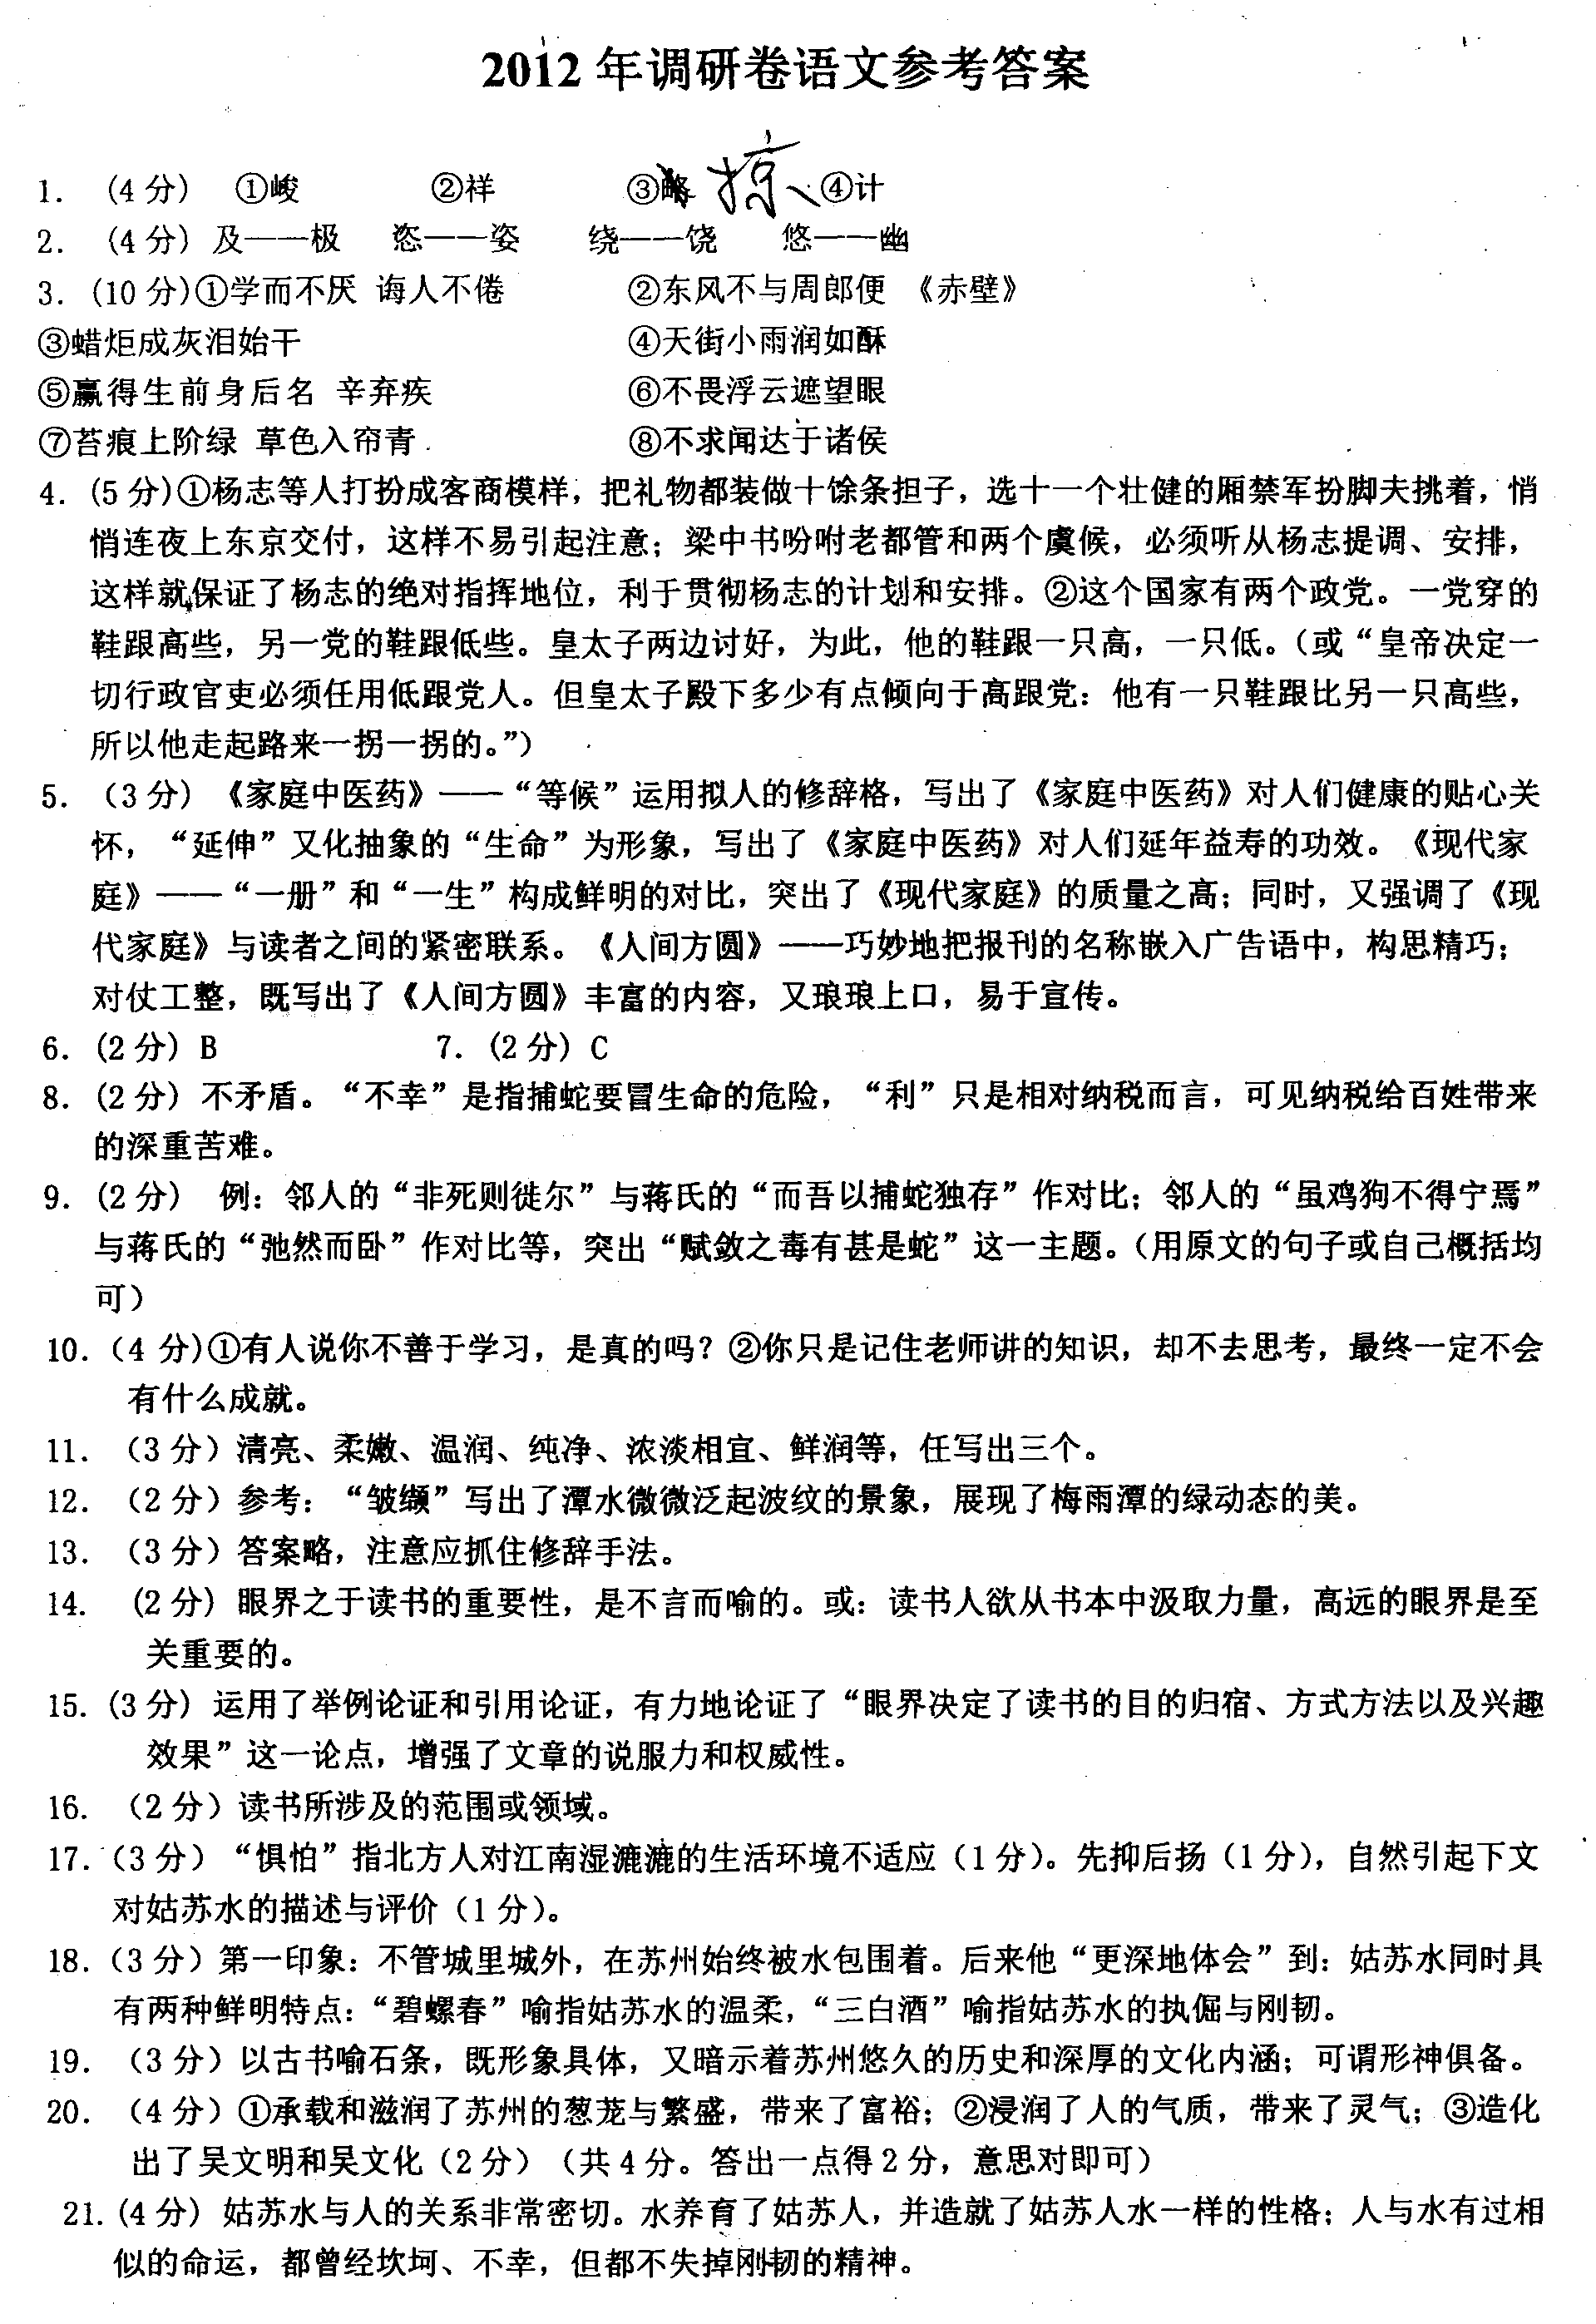 2012 年调研卷语文参考答案
1. (4 分) ①峻 ②祥 ③略 掠 ④计
2. (4 分) 及——极 恣——姿 绕——饶 悠——幽
3. (10 分)①学而不厌 诲人不倦 ②东风不与周郎便 《赤壁》
③蜡炬成灰泪始干 ④天街小雨润如酥
⑤赢得生前身后名 辛弃疾 ⑥不畏浮云遮望眼
⑦苔痕上阶绿 草色入帘青 ⑧不求闻达于诸侯
4. (5 分)①杨志等人打扮成客商模样，把礼物都装做十馀条担子，选十一个壮健的厢禁军扮脚夫挑着，悄
悄连夜上东京交付，这样不易引起注意；梁中书吩咐老都管和两个虞候，必须听从杨志提调、安排，
这样就保证了杨志的绝对指挥地位，利于贯彻杨志的计划和安排。②这个国家有两个政党。一党穿的
鞋跟高些，另一党的鞋跟低些。皇太子两边讨好，为此，他的鞋跟一只高，一只低。（或“皇帝决定一
切行政官吏必须任用低跟党人。但皇太子殿下多少有点倾向于高跟党：他有一只鞋跟比另一只高些，
所以他走起路来一拐一拐的。”）
5. （3 分）《家庭中医药》——“等候”运用拟人的修辞格，写出了《家庭中医药》对人们健康的贴心关
怀，“延伸”又化抽象的“生命”为形象，写出了《家庭中医药》对人们延年益寿的功效。《现代家
庭》——“一册”和“一生”构成鲜明的对比，突出了《现代家庭》的质量之高；同时，又强调了《现
代家庭》与读者之间的紧密联系。《人间方圆》——巧妙地把报刊的名称嵌入广告语中，构思精巧；
对仗工整，既写出了《人间方圆》丰富的内容，又琅琅上口，易于宣传。
6. (2 分) B 7. (2 分) C
8. (2 分) 不矛盾。“不幸”是指捕蛇要冒生命的危险，“利”只是相对纳税而言，可见纳税给百姓带来
的深重苦难。
9. (2 分) 例：邻人的“非死则徙尔”与蒋氏的“而吾以捕蛇独存”作对比；邻人的“虽鸡狗不得宁焉”
与蒋氏的“弛然而卧”作对比等，突出“赋敛之毒有甚是蛇”这一主题。（用原文的句子或自己概括均
可）
10. （4 分)①有人说你不善于学习，是真的吗？②你只是记住老师讲的知识，却不去思考，最终一定不会
有什么成就。
11. （3 分）清亮、柔嫩、温润、纯净、浓淡相宜、鲜润等，任写出三个。
12. （2 分）参考：“皱缬”写出了潭水微微泛起波纹的景象，展现了梅雨潭的绿动态的美。
13. （3 分）答案略，注意应抓住修辞手法。
14. (2 分) 眼界之于读书的重要性，是不言而喻的。或：读书人欲从书本中汲取力量，高远的眼界是至
关重要的。
15. (3 分) 运用了举例论证和引用论证，有力地论证了“眼界决定了读书的目的归宿、方式方法以及兴趣
效果”这一论点，增强了文章的说服力和权威性。
16. （2 分）读书所涉及的范围或领域。
17. （3 分）“惧怕”指北方人对江南湿漉漉的生活环境不适应（1 分）。先抑后扬（1 分），自然引起下文
对姑苏水的描述与评价（1 分）。
18. （3 分）第一印象：不管城里城外，在苏州始终被水包围着。后来他“更深地体会”到：姑苏水同时具
有两种鲜明特点：“碧螺春”喻指姑苏水的温柔，“三白酒”喻指姑苏水的执倔与刚韧。
19. （3 分）以古书喻石条，既形象具体，又暗示着苏州悠久的历史和深厚的文化内涵；可谓形神俱备。
20. （4 分）①承载和滋润了苏州的葱茏与繁盛，带来了富裕；②浸润了人的气质，带来了灵气；③造化
出了吴文明和吴文化（2 分）（共 4 分。答出一点得 2 分，意思对即可）
21. (4 分) 姑苏水与人的关系非常密切。水养育了姑苏人，并造就了姑苏人水一样的性格；人与水有过相
似的命运，都曾经坎坷、不幸，但都不失掉刚韧的精神。